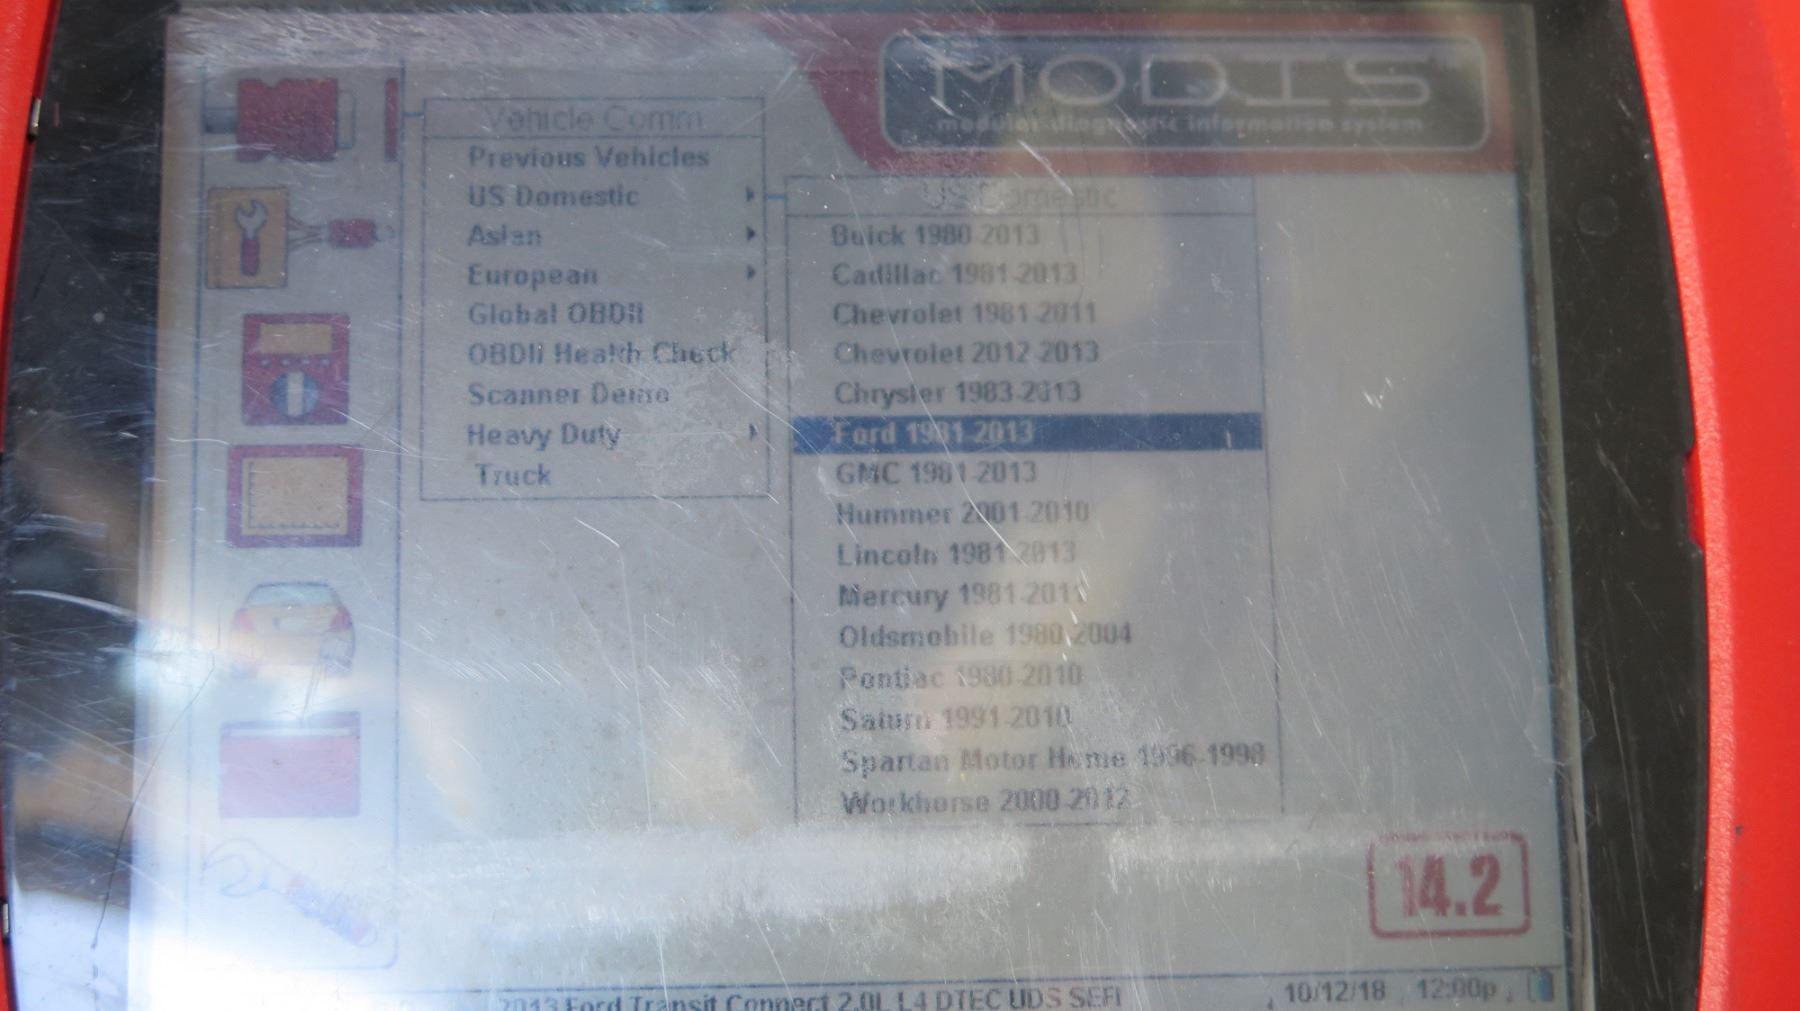 MODIS
modular diagnostic information system
Vehicle Comm
Previous Vehicles
US Domestic
Asian
European
Global OBDII
OBDII Health Check
Scanner Demo
Heavy Duty
Truck
US Domestic
Buick 1980-2013
Cadillac 1981-2013
Chevrolet 1981-2011
Chevrolet 2012-2013
Chrysler 1983-2013
Ford 1981-2013
GMC 1981-2013
Hummer 2001-2010
Lincoln 1981-2013
Mercury 1981-2011
Oldsmobile 1980-2004
Pontiac 1980-2010
Saturn 1991-2010
Spartan Motor Home 1996-1998
Workhorse 2000-2012
14.2
2013 Ford Transit Connect 2.0L L4 DTEC UDS SEFI
10/12/18 12:00p